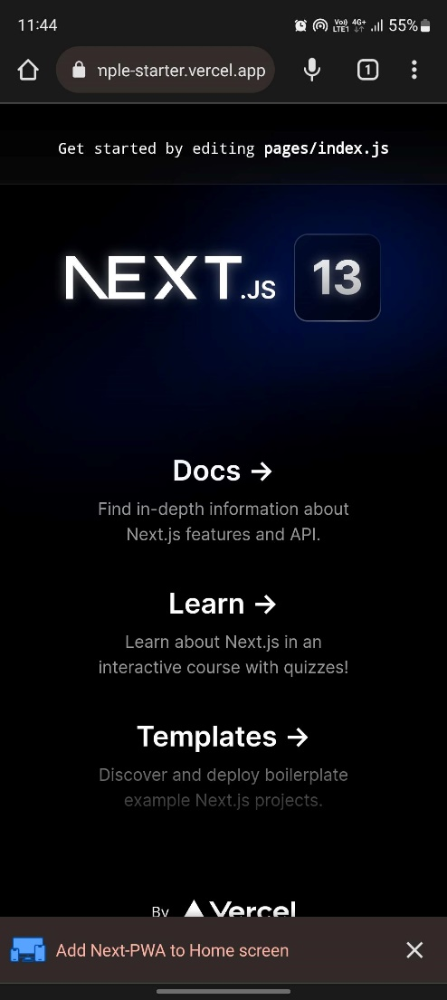 11:44
Vo)) LTE1 4G+ 55%
nple-starter.vercel.app 1
Get started by editing pages/index.js
NEXT.JS 13
Docs →
Find in-depth information about
Next.js features and API.
Learn →
Learn about Next.js in an
interactive course with quizzes!
Templates →
Discover and deploy boilerplate
example Next.js projects.
By Vercel
Add Next-PWA to Home screen